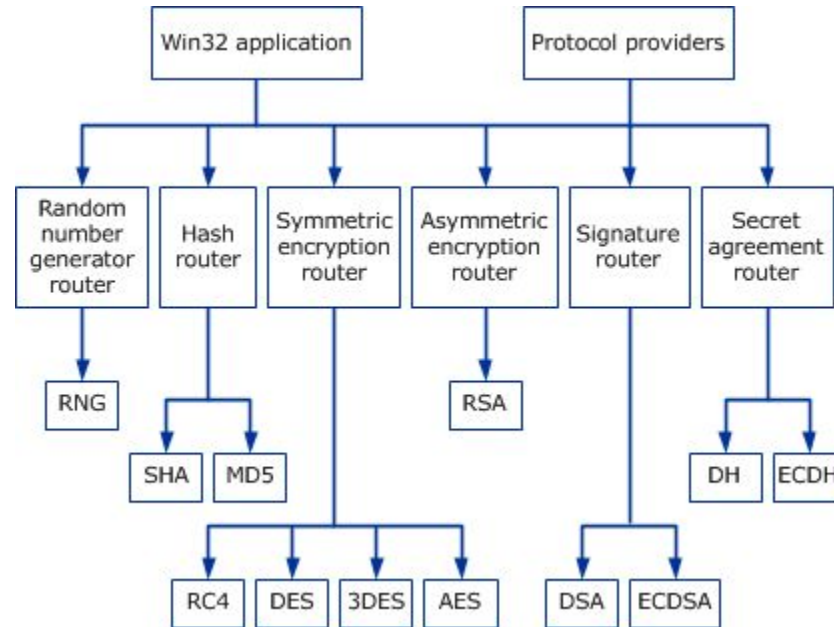 Win32 application
Protocol providers
Random
number
generator
router
Hash
router
Symmetric
encryption
router
Asymmetric
encryption
router
Signature
router
Secret
agreement
router
RNG
RSA
SHA
MD5
DH
ECDH
RC4
DES
3DES
AES
DSA
ECDSA